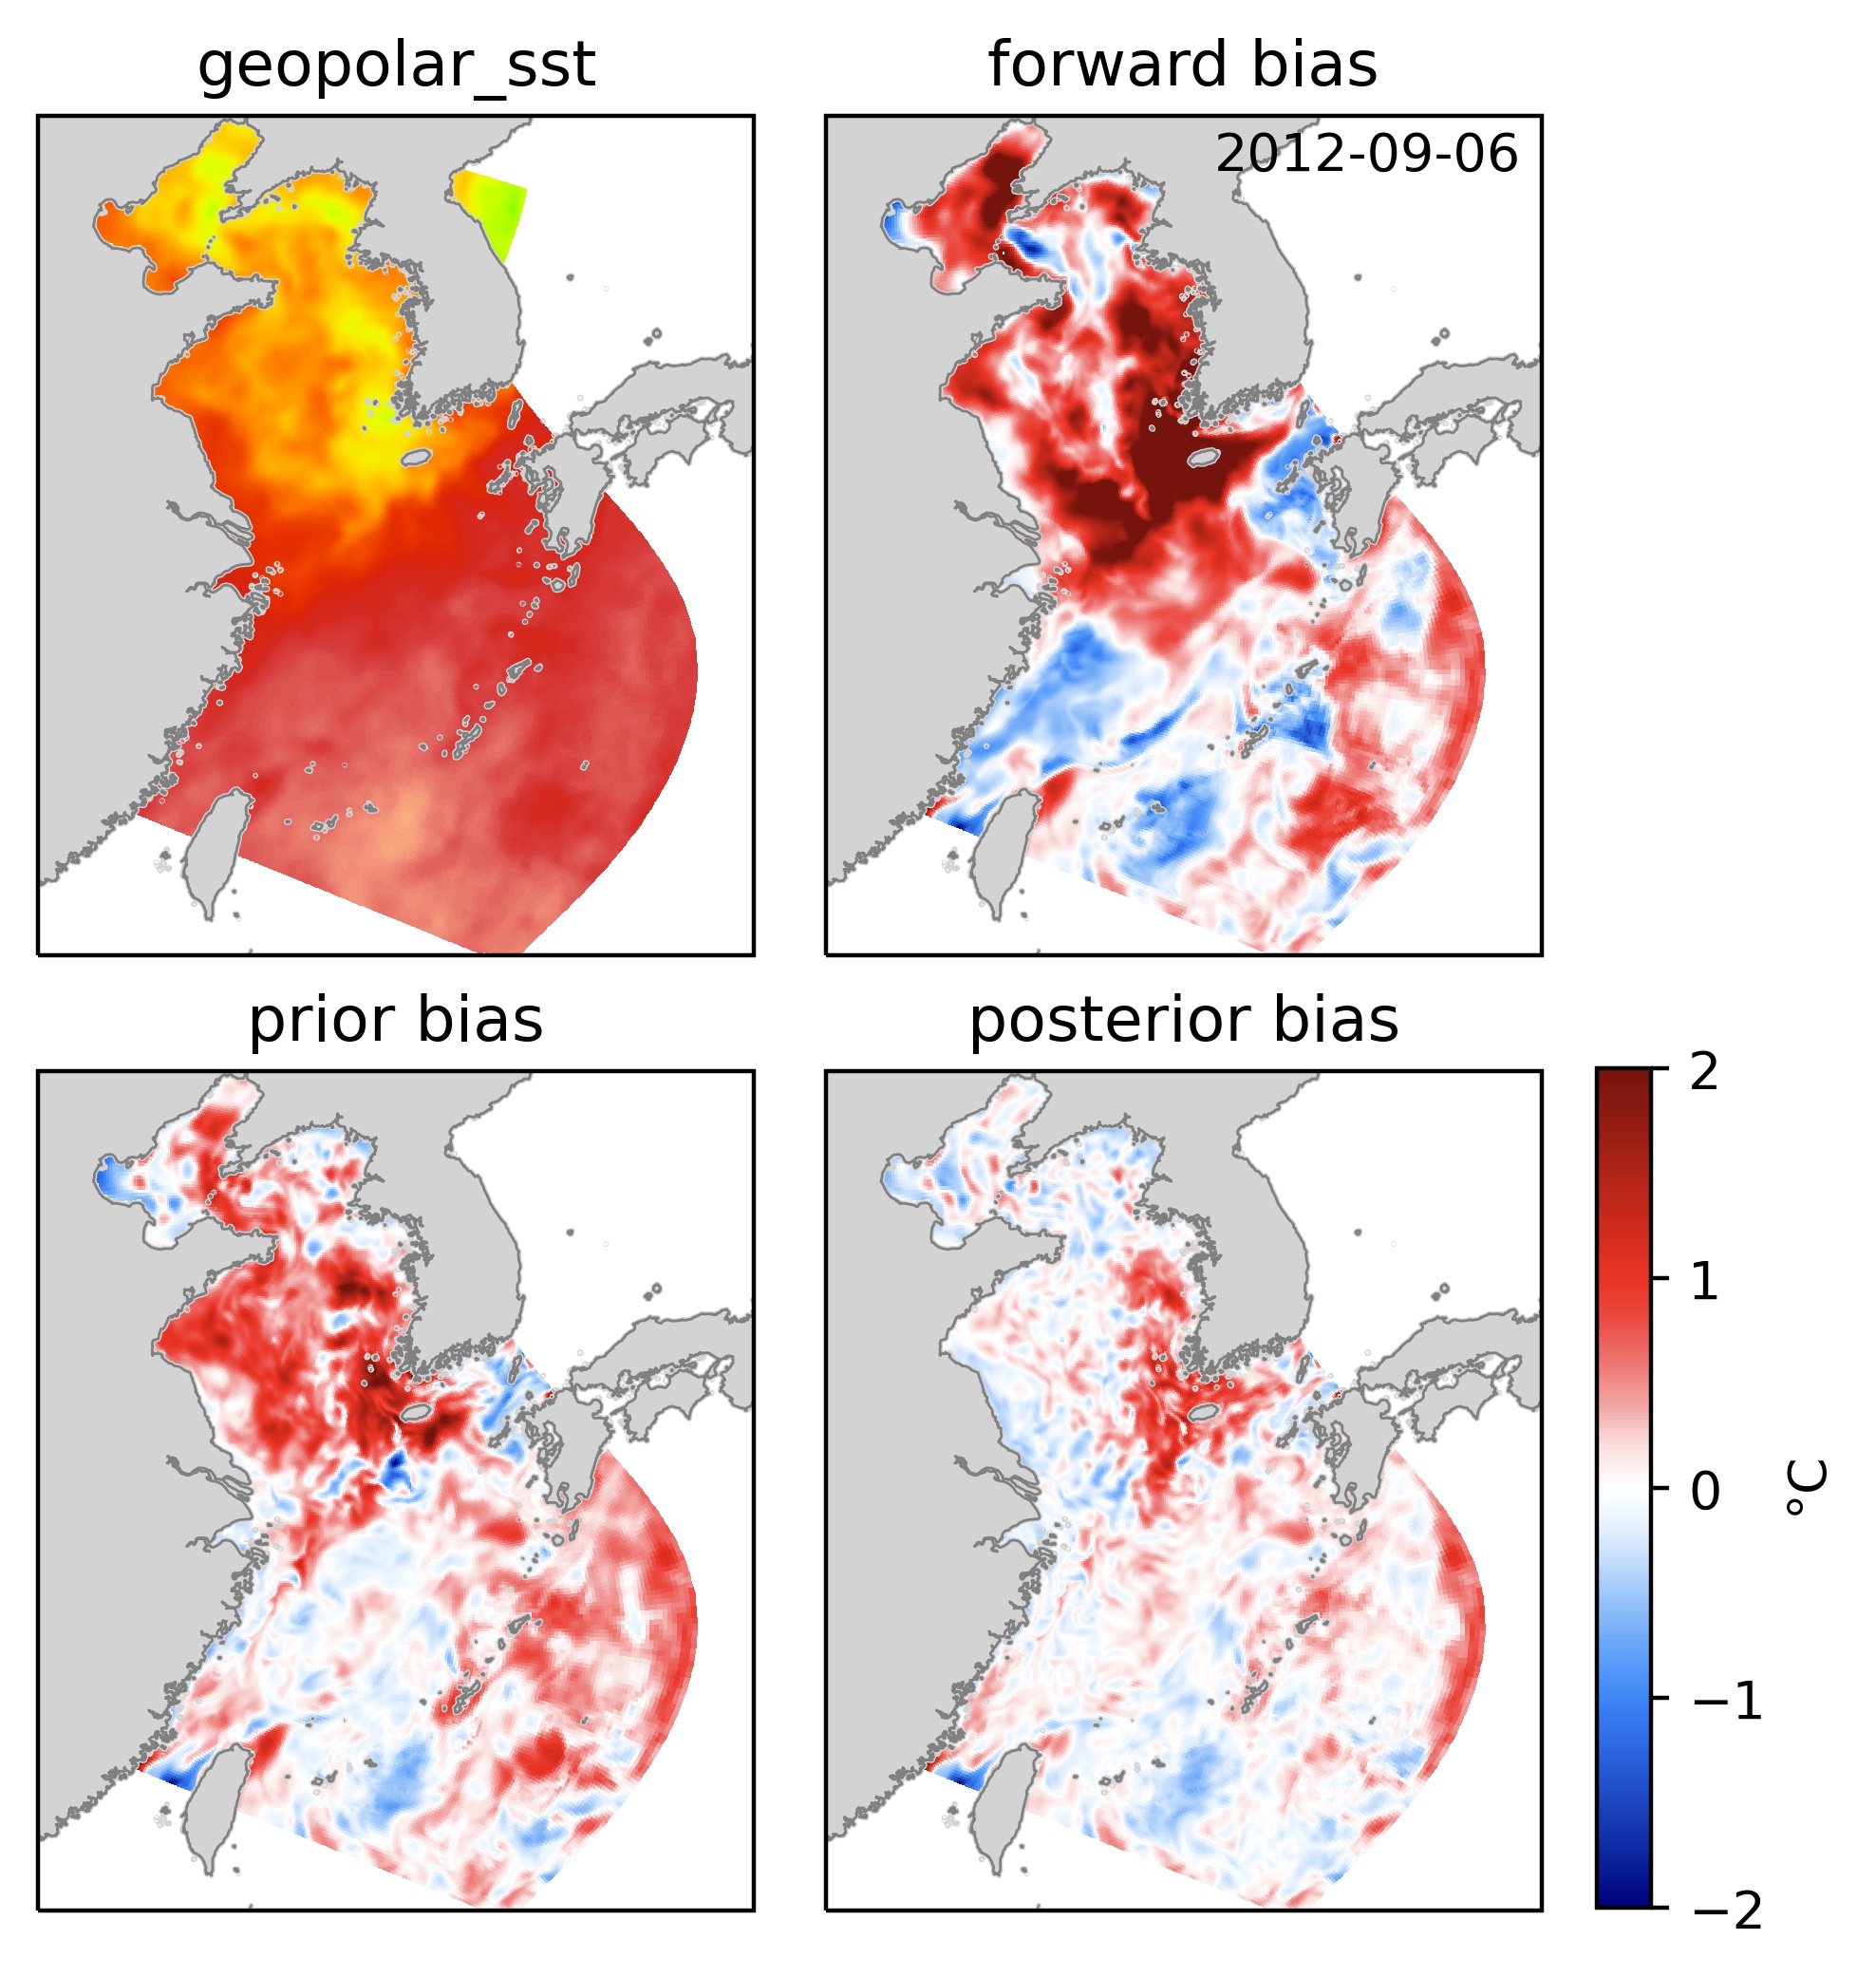 geopolar_sst
forward bias
2012-09-06
prior bias
posterior bias
2
1
0
−1
−2
°C